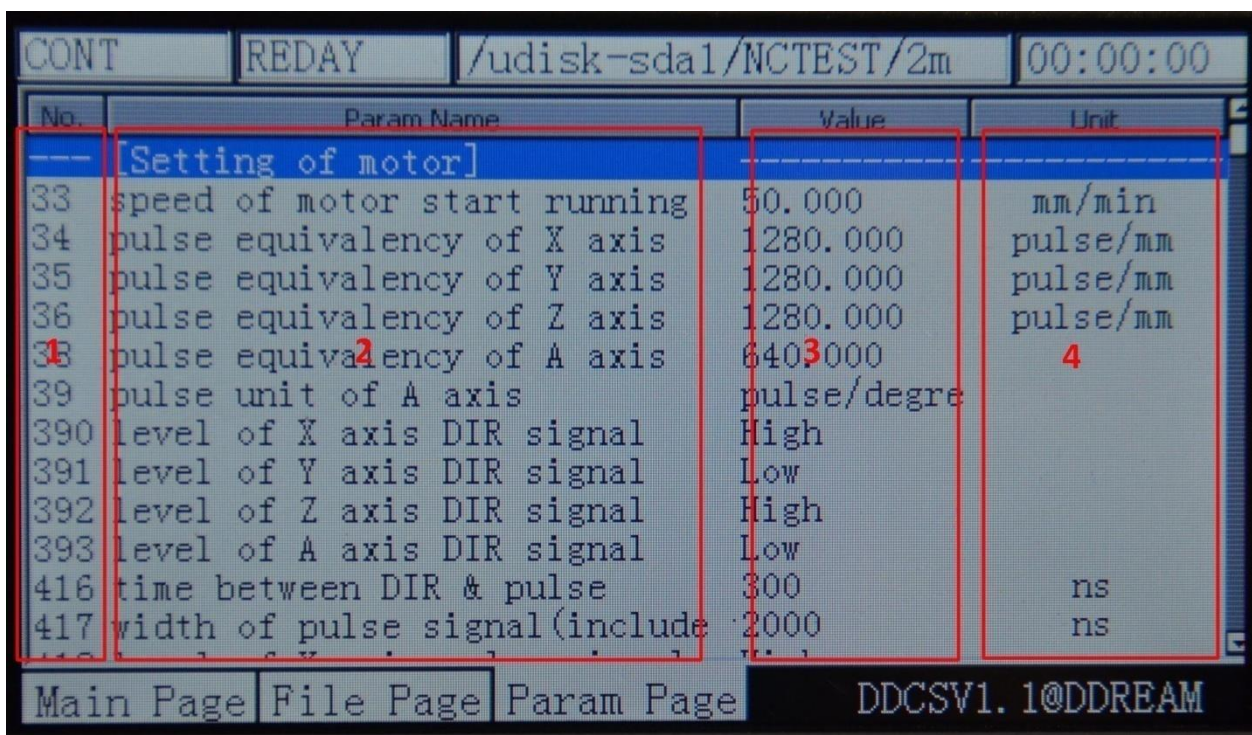 CONT REDAY /udisk-sda1/NCTEST/2m 00:00:00
No. Param Name Value Unit
--- [Setting of motor] ---------------------------
33 speed of motor start running 50.000 mm/min
34 pulse equivalency of X axis 1280.000 pulse/mm
35 pulse equivalency of Y axis 1280.000 pulse/mm
36 pulse equivalency of Z axis 1280.000 pulse/mm
38 pulse equivalency of A axis 640.000
1 2 3 4
39 pulse unit of A axis pulse/degre
390 level of X axis DIR signal High
391 level of Y axis DIR signal Low
392 level of Z axis DIR signal High
393 level of A axis DIR signal Low
416 time between DIR & pulse 300 ns
417 width of pulse signal(include 2000 ns
Main Page File Page Param Page DDCSV1.1@DDREAM